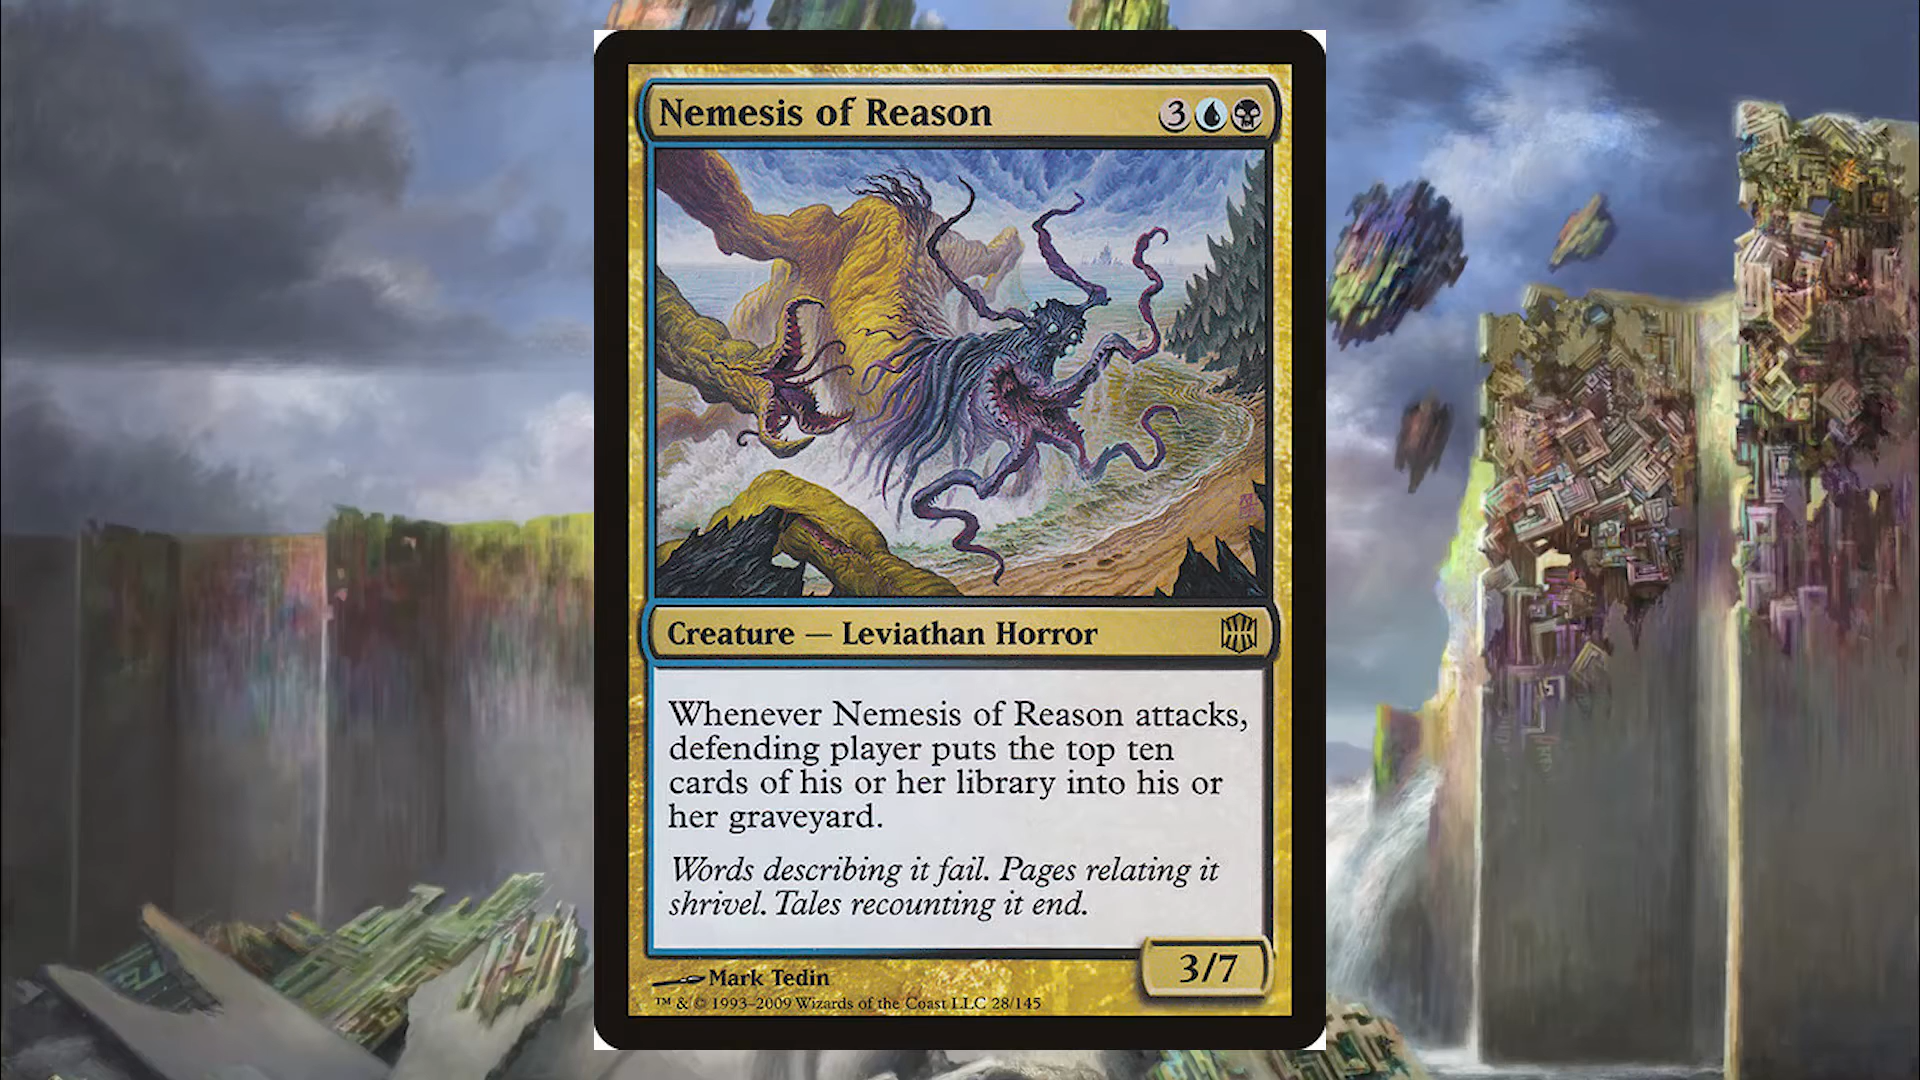 Nemesis of Reason 3
Creature — Leviathan Horror
Whenever Nemesis of Reason attacks,
defending player puts the top ten
cards of his or her library into his or
her graveyard.
Words describing it fail. Pages relating it
shrivel. Tales recounting it end.
3/7
Mark Tedin
™ & © 1993–2009 Wizards of the Coast LLC 28/145